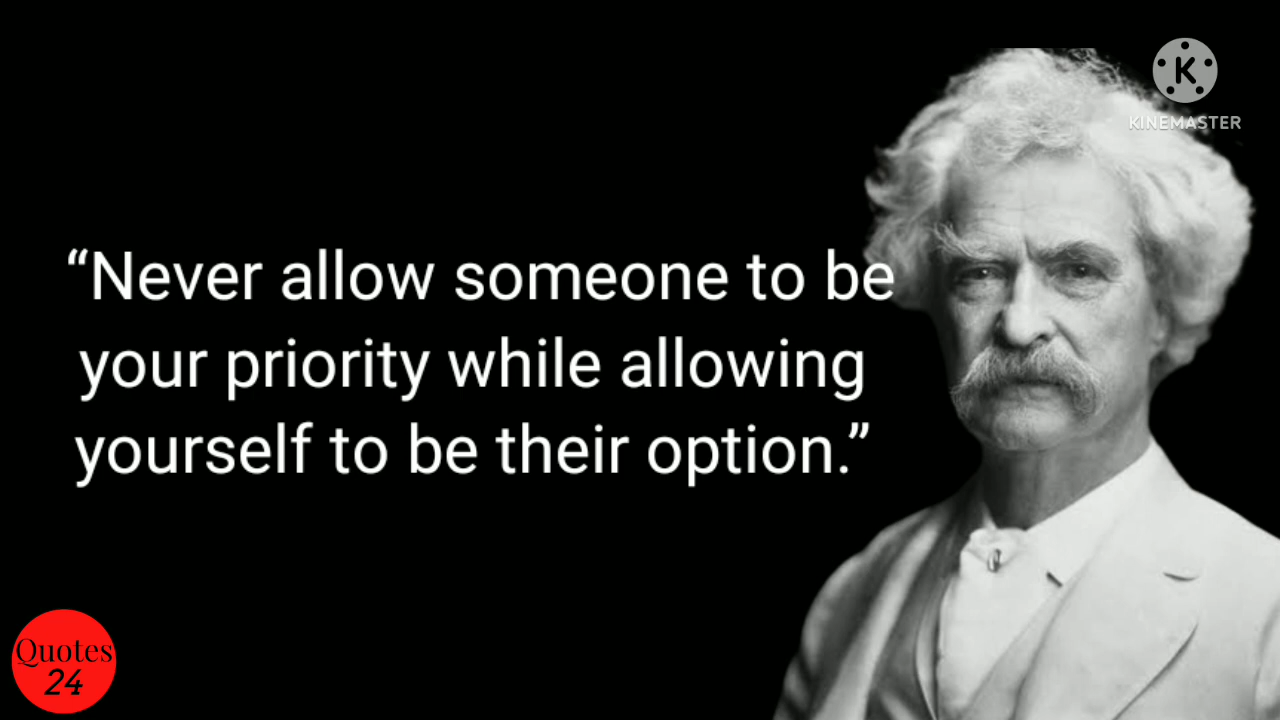 KINEMASTER
“Never allow someone to be
your priority while allowing
yourself to be their option.”
Quotes
24